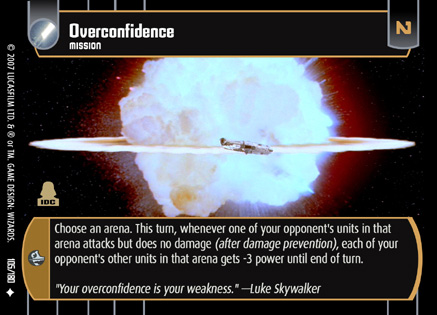 Overconfidence
MISSION
N
© 2007 LUCASFILM LTD. & ® or TM. GAME DESIGN: WIZARDS.
105/180
IDC
Choose an arena. This turn, whenever one of your opponent's units in that
arena attacks but does no damage (after damage prevention), each of your
opponent's other units in that arena gets -3 power until end of turn.
"Your overconfidence is your weakness." —Luke Skywalker